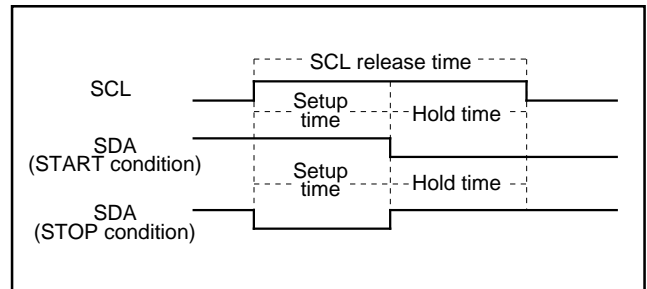 SCL release time
SCL
Setup
time
Hold time
SDA
(START condition)
Setup
time
Hold time
SDA
(STOP condition)